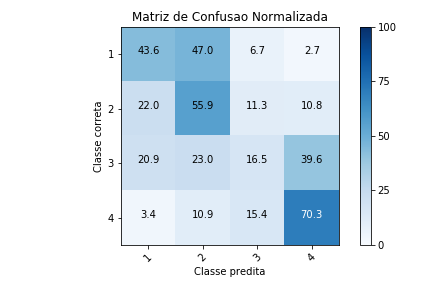 Matriz de Confusao Normalizada
Classe correta
1 43.6 47.0 6.7 2.7
2 22.0 55.9 11.3 10.8
3 20.9 23.0 16.5 39.6
4 3.4 10.9 15.4 70.3
1 2 3 4
Classe predita
100
75
50
25
0